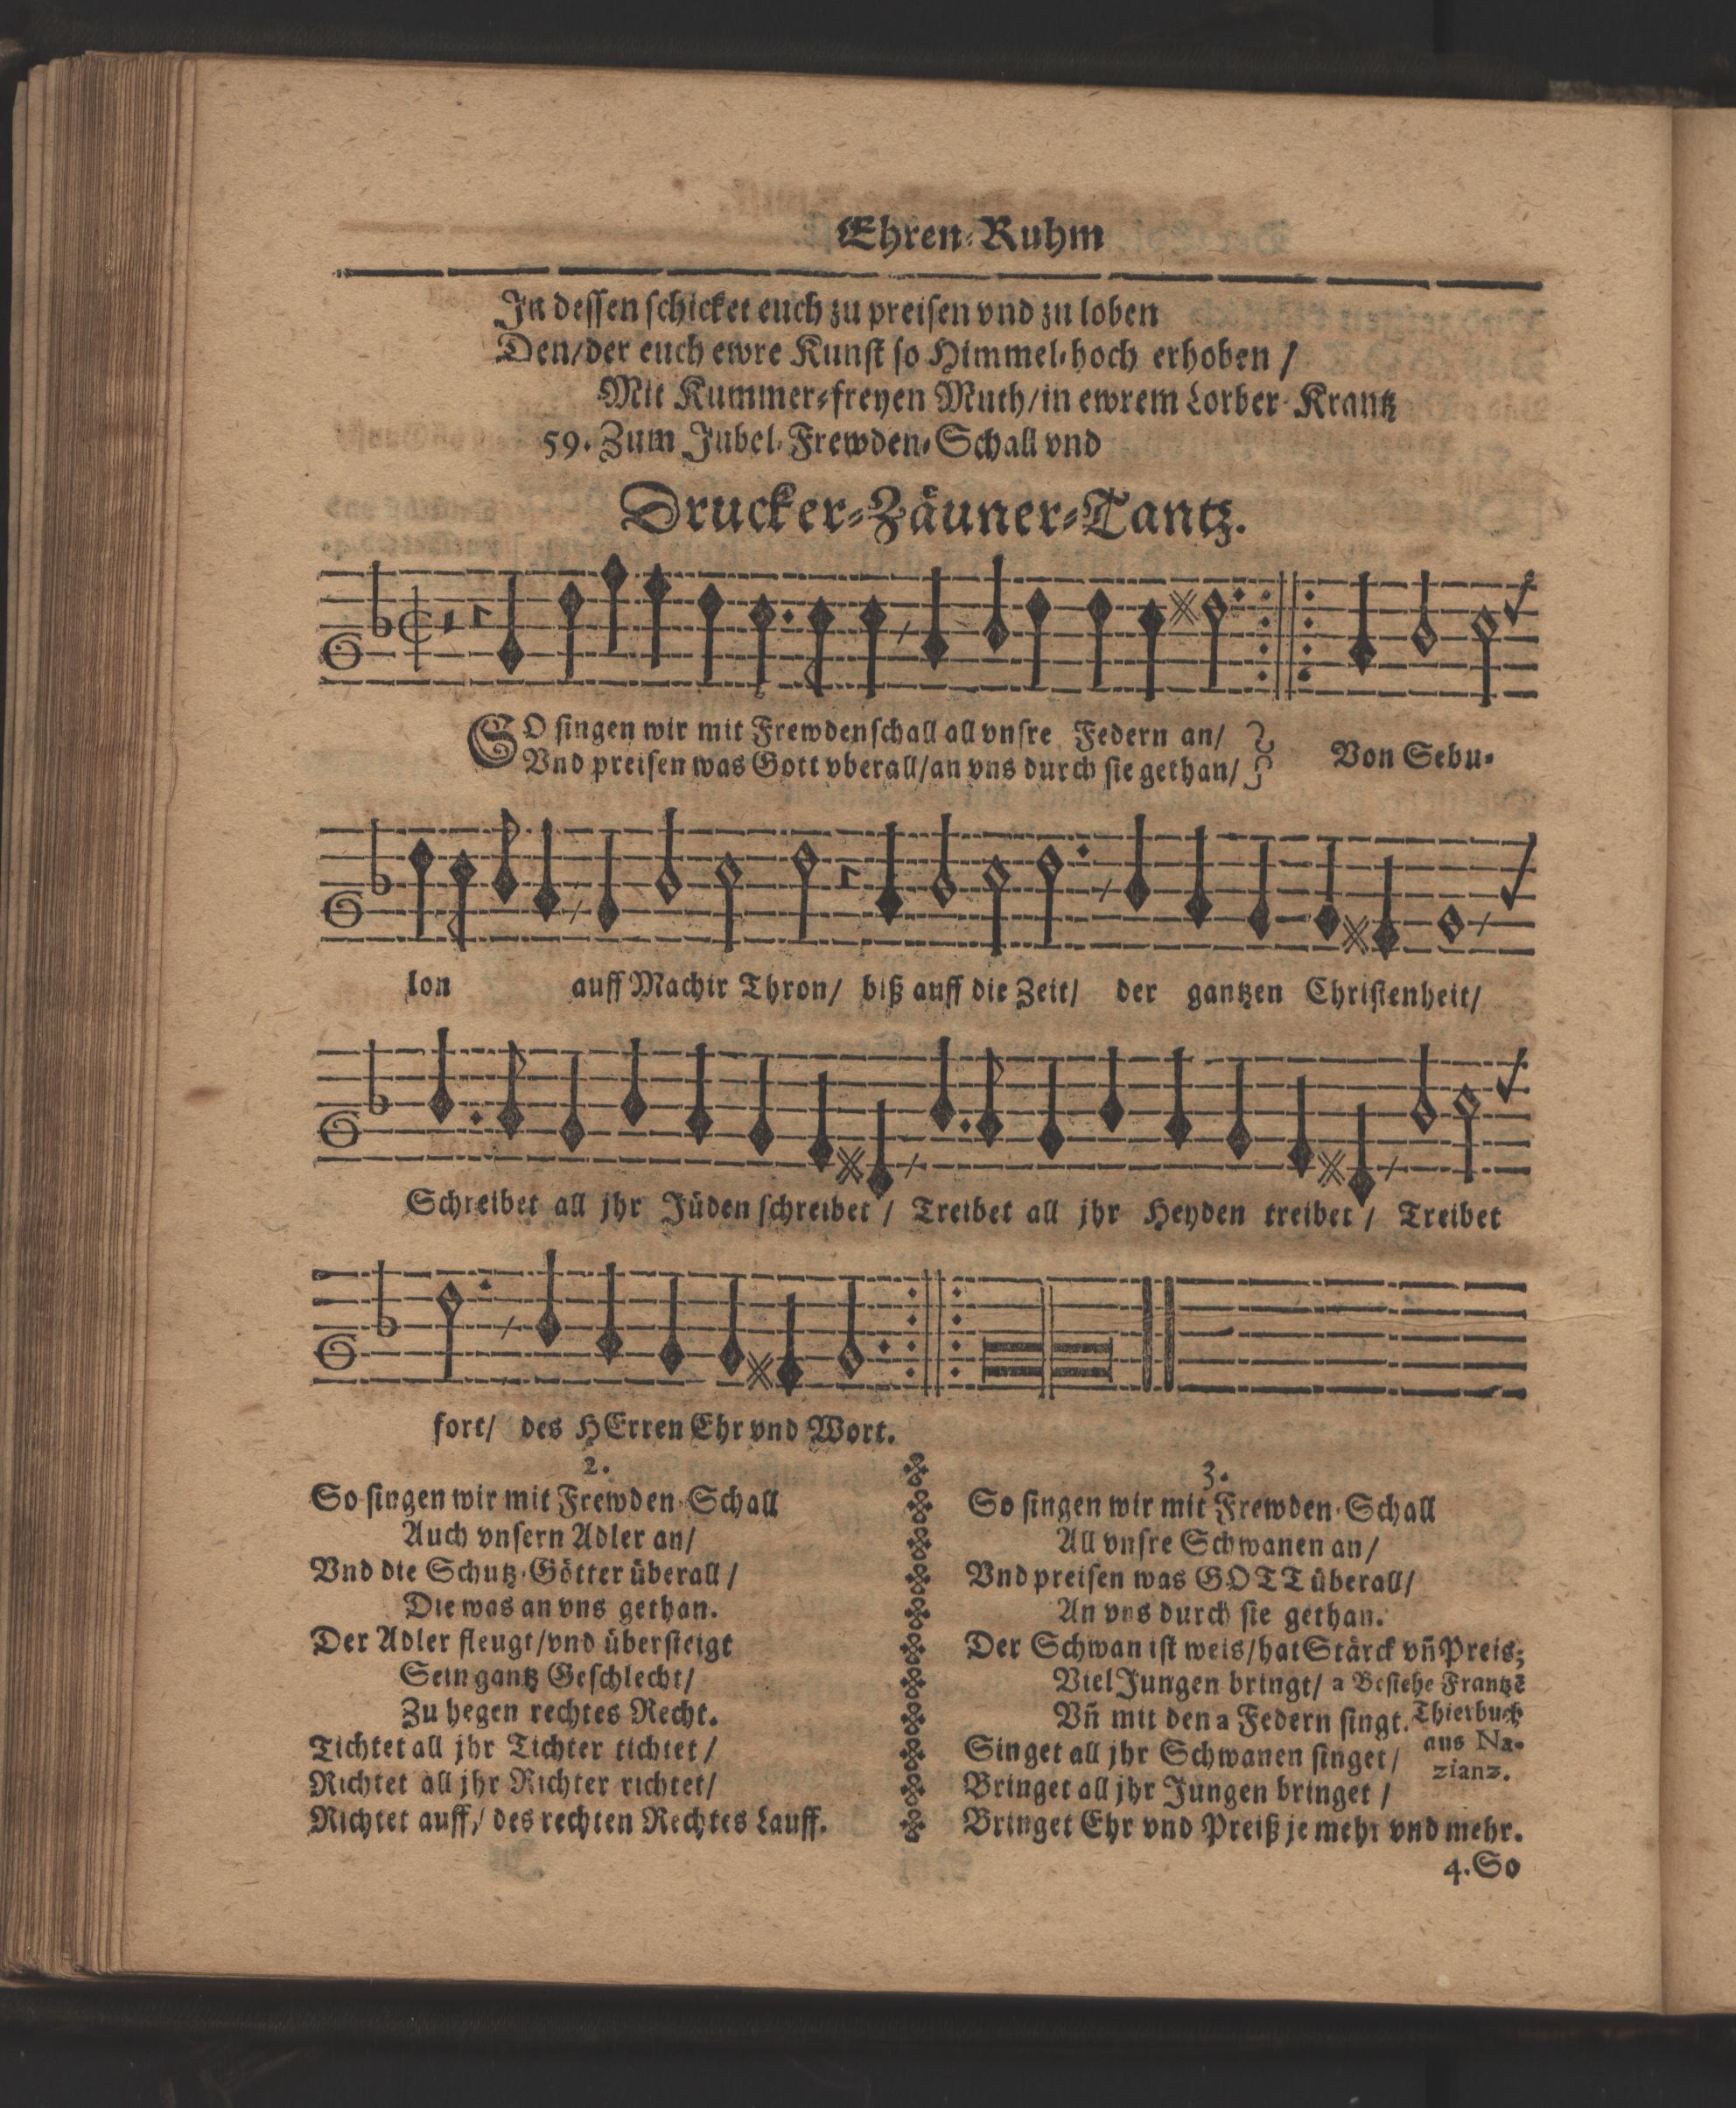 Ehren-Ruhm
In dessen schicket euch zu preisen vnd zu loben
Den/der euch ewre Kunst so Himmel-hoch erhoben /
Mit Kummer-freyen Muth/in ewrem Lorber-Krantz
59. Zum Jubel-Frewden-Schall vnd
Drucker-Zäuner-Tantz.
SO singen wir mit Frewdenschall all vnsre Federn an/
Vnd preisen was Gott vberall/an vns durch sie gethan/
Von Sebu-
lon auff Machir Thron/ biß auff die Zeit/ der gantzen Christenheit/
Schreibet all jhr Jüden schreibet / Treibet all jhr Heyden treibet / Treibet
fort/ des HErren Ehr vnd Wort.
2.
So singen wir mit Frewden-Schall
Auch vnsern Adler an/
Vnd die Schutz-Götter überall /
Die was an vns gethan.
Der Adler fleugt/vnd übersteigt
Sein gantz Geschlecht/
Zu hegen rechtes Recht.
Tichtet all jhr Tichter tichtet /
Richtet all jhr Richter richtet/
Richtet auff/ des rechten Rechtes Lauff.
3.
So singen wir mit Frewden-Schall
All vnsre Schwanen an/
Vnd preisen was GOTT überall/
An vns durch sie gethan.
Der Schwan ist weis/hat Stärck vñ Preis;
Viel Jungen bringt/
Vñ mit den a Federn singt.
Singet all jhr Schwanen singet/
Bringet all jhr Jungen bringet /
Bringet Ehr vnd Preiß je mehr vnd mehr.
a Besiehe Frantzē
Thierbuch
aus Na-
zianz.
4. So